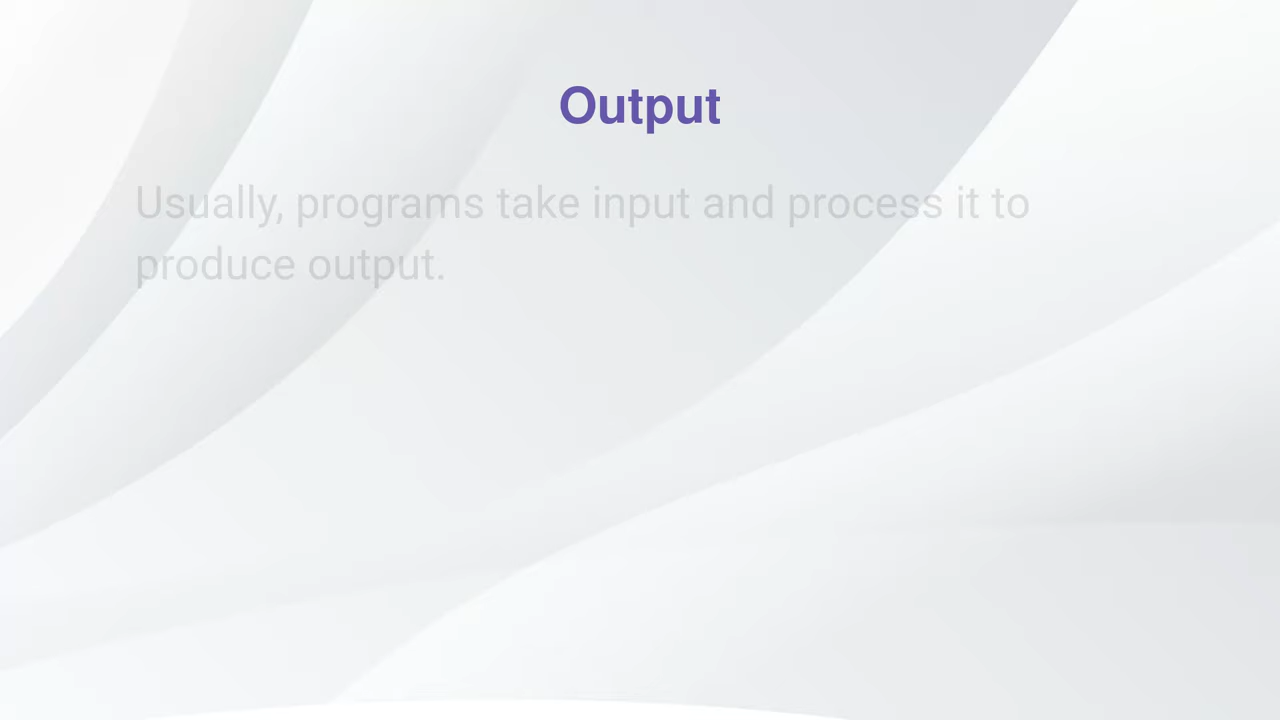 Output
Usually, programs take input and process it to
produce output.